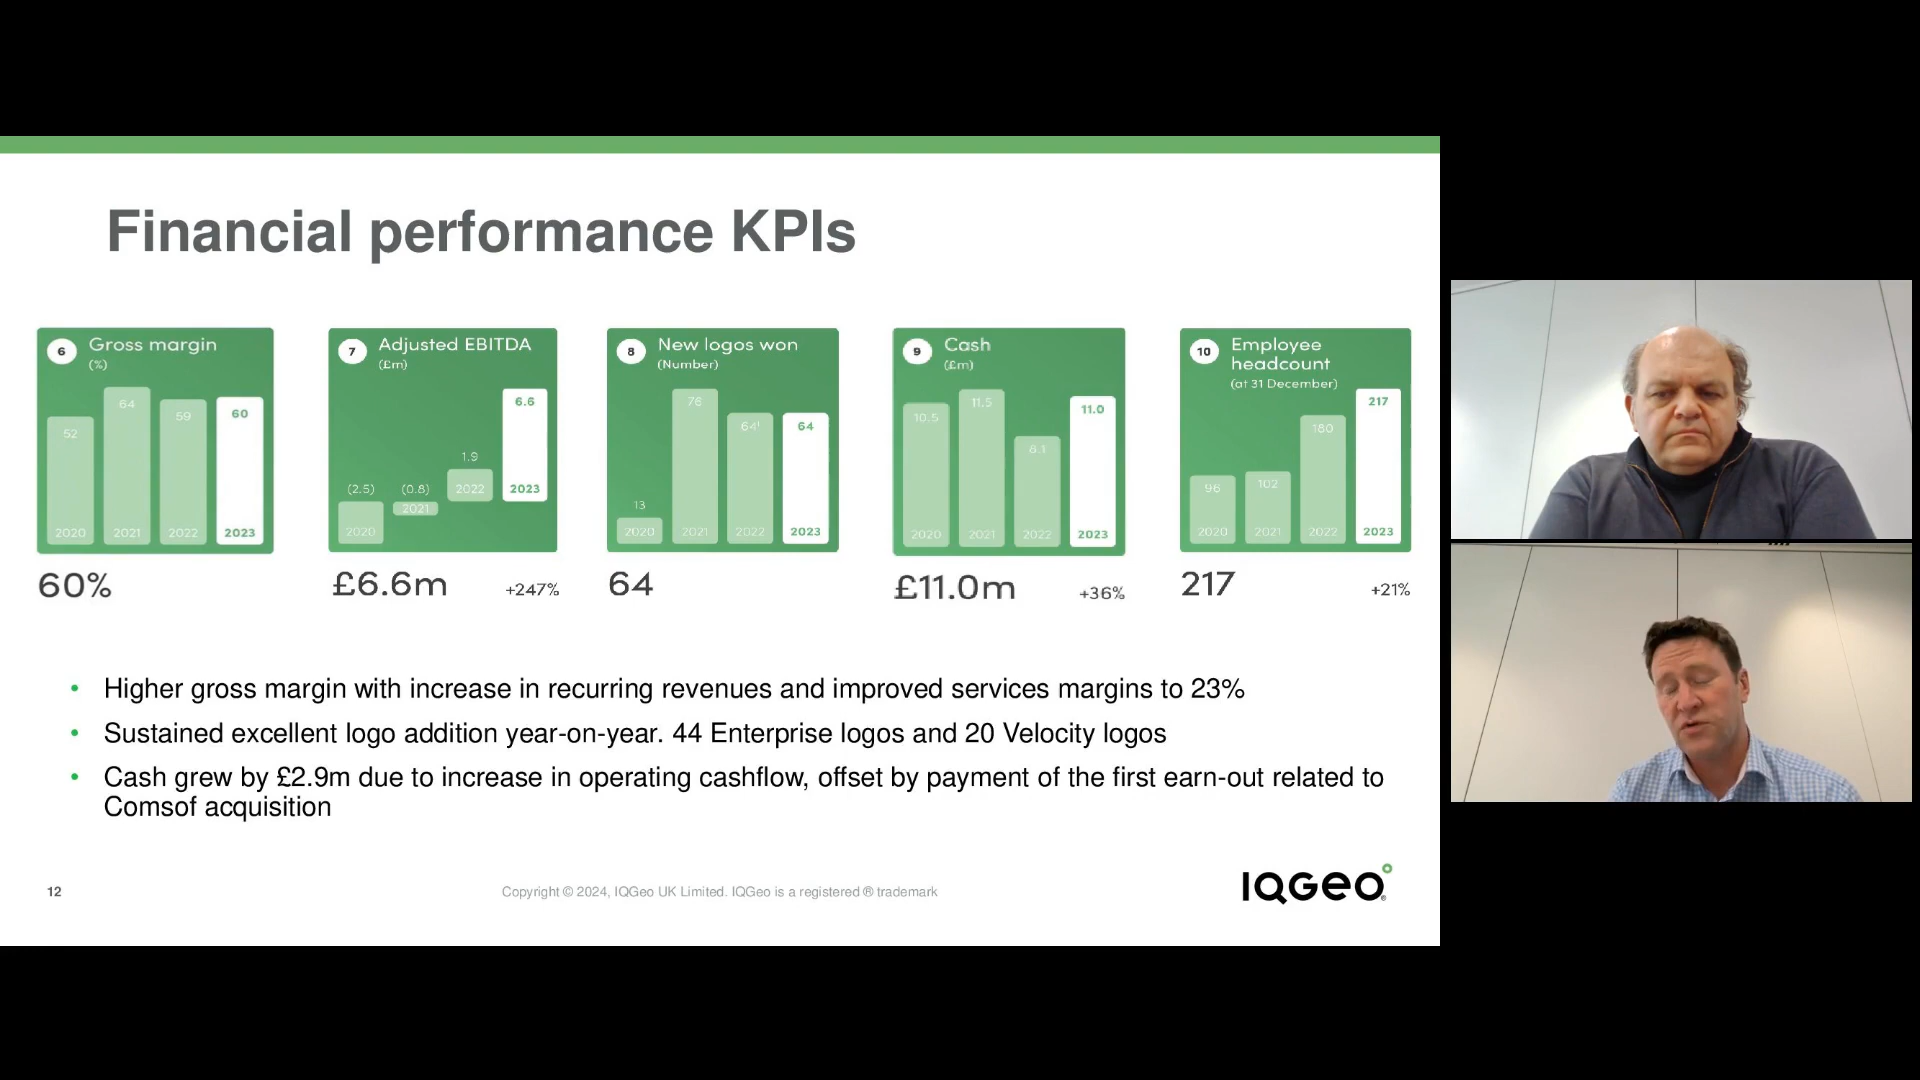 Financial performance KPIs
6 Gross margin
(%)
52 64 59 60
2020 2021 2022 2023
60%
7 Adjusted EBITDA
(£m)
(2.5) (0.8) 1.9 6.6
2020 2021 2022 2023
£6.6m +247%
8 New logos won
(Number)
13 76 64¹ 64
2020 2021 2022 2023
64
9 Cash
(£m)
10.5 11.5 8.1 11.0
2020 2021 2022 2023
£11.0m +36%
10 Employee
headcount
(at 31 December)
96 102 180 217
2020 2021 2022 2023
217 +21%
• Higher gross margin with increase in recurring revenues and improved services margins to 23%
• Sustained excellent logo addition year-on-year. 44 Enterprise logos and 20 Velocity logos
• Cash grew by £2.9m due to increase in operating cashflow, offset by payment of the first earn-out related to
Comsof acquisition
12
Copyright © 2024, IQGeo UK Limited. IQGeo is a registered ® trademark
IQGeo®